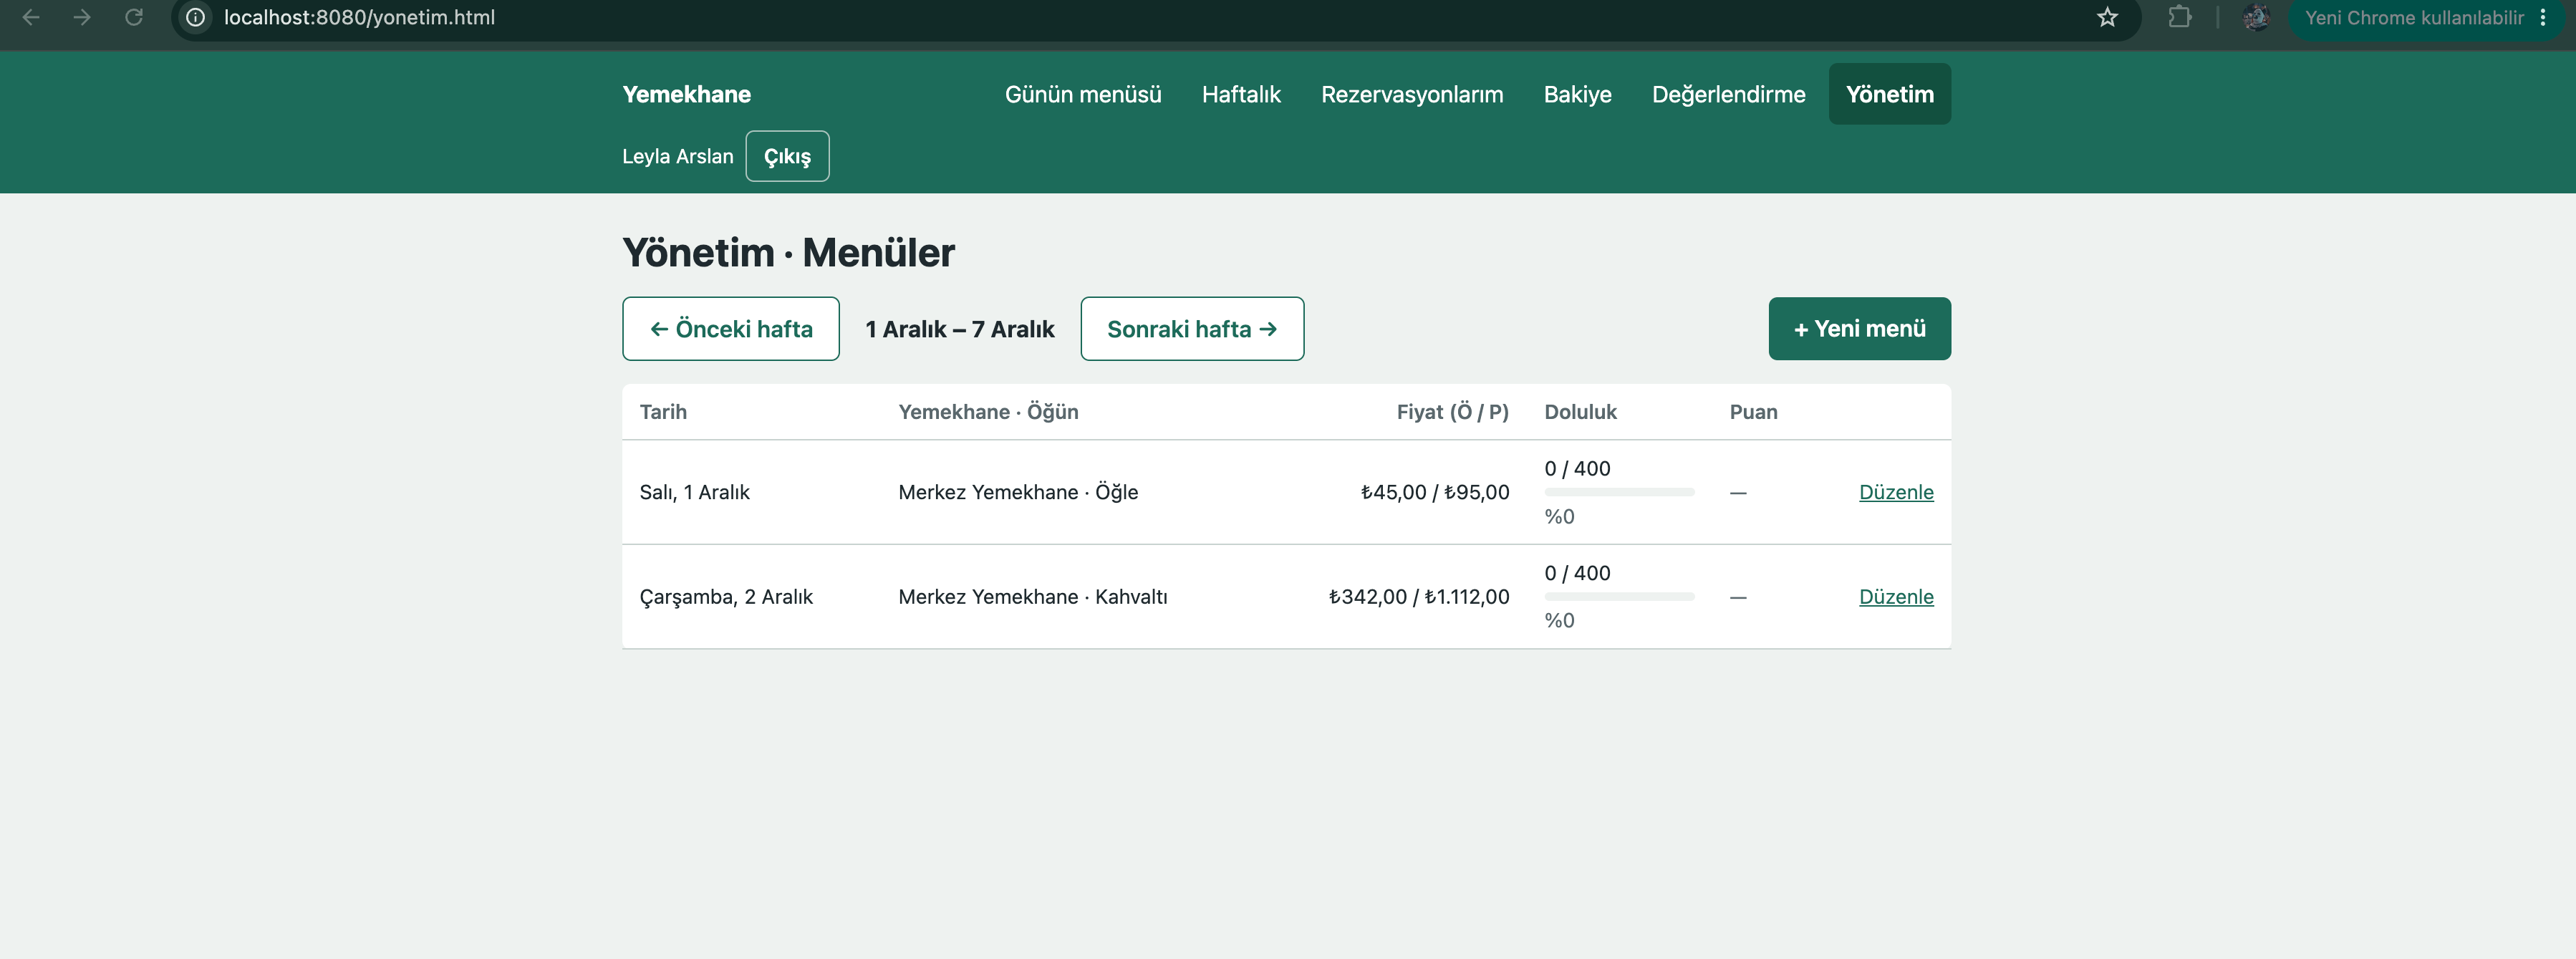 localhost:8080/yonetim.html
Yeni Chrome kullanılabilir
Yemekhane
Günün menüsü Haftalık Rezervasyonlarım Bakiye Değerlendirme Yönetim
Leyla Arslan Çıkış
Yönetim · Menüler
← Önceki hafta 1 Aralık – 7 Aralık Sonraki hafta → + Yeni menü
Tarih Yemekhane · Öğün Fiyat (Ö / P) Doluluk Puan
Salı, 1 Aralık Merkez Yemekhane · Öğle ₺45,00 / ₺95,00 0 / 400 — Düzenle
%0
Çarşamba, 2 Aralık Merkez Yemekhane · Kahvaltı ₺342,00 / ₺1.112,00 0 / 400 — Düzenle
%0